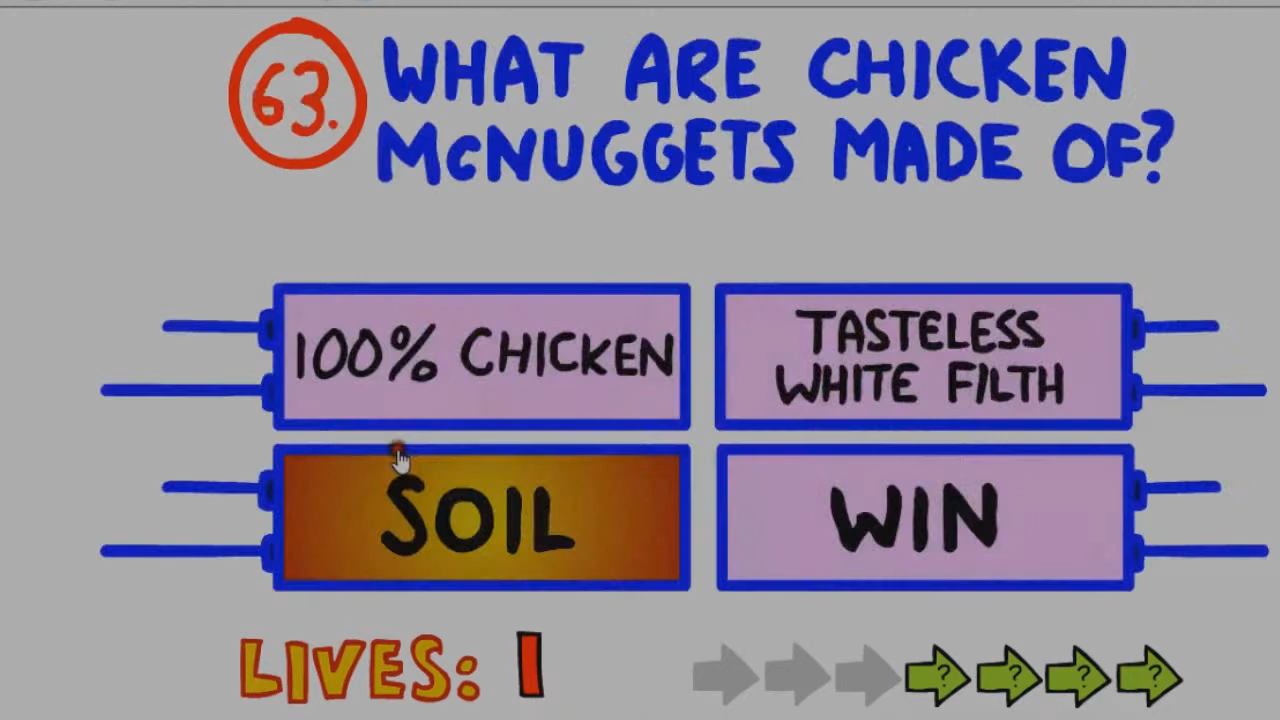 63.
WHAT ARE CHICKEN
McNUGGETS MADE OF?
100% CHICKEN
TASTELESS
WHITE FILTH
SOIL
WIN
LIVES: 1
? ? ? ?